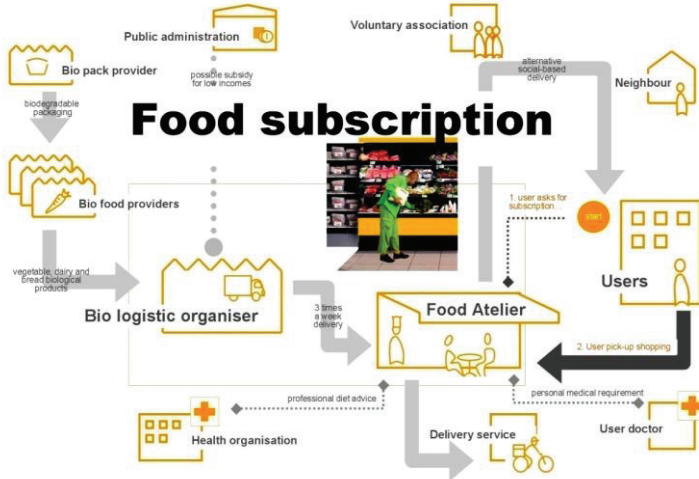 Voluntary association
Public administration
Bio pack provider
possible subsidy
for low incomes
alternative
social-based
delivery
Neighbour
biodegradable
packaging
Food subscription
Bio food providers
1. user asks for
subscription...
start
vegetable, dairy and
bread biological
products
Users
Bio logistic organiser
3 times
a week
delivery
Food Atelier
2. User pick-up shopping
professional diet advice
personal medical requirement
Health organisation
Delivery service
User doctor